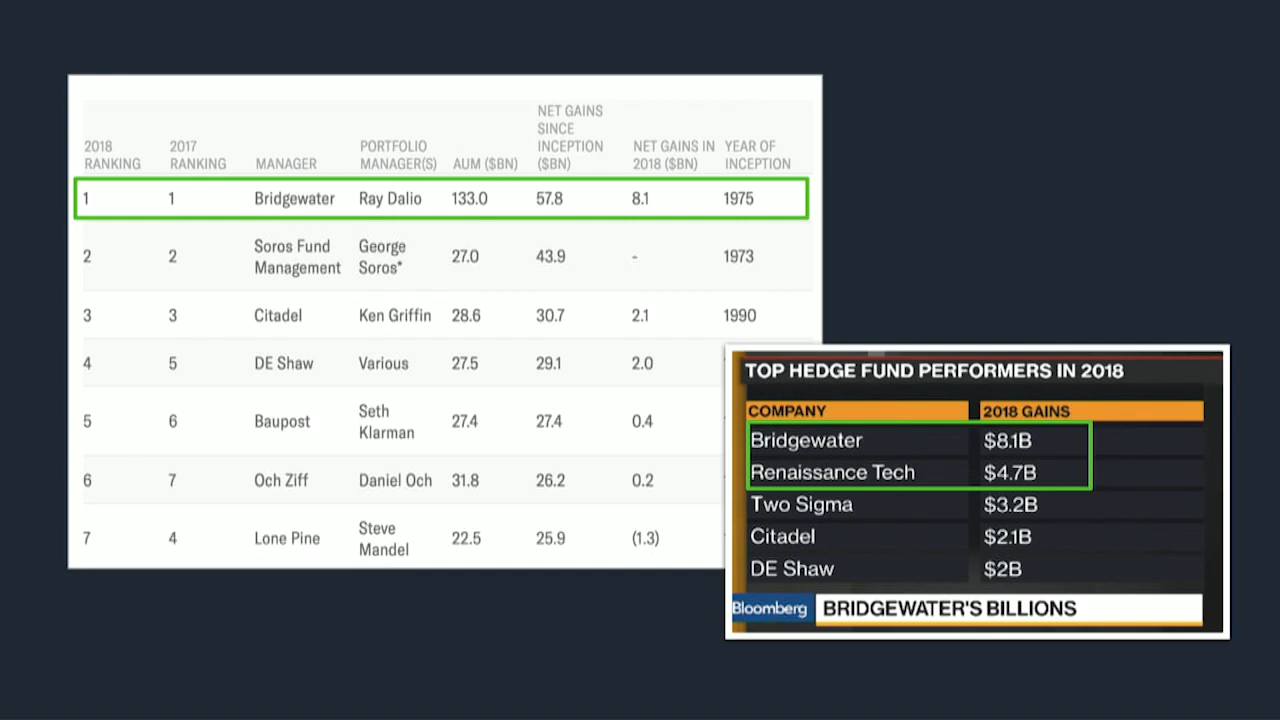 2018 RANKING 2017 RANKING MANAGER PORTFOLIO MANAGER(S) AUM ($BN) NET GAINS SINCE INCEPTION ($BN) NET GAINS IN 2018 ($BN) YEAR OF INCEPTION
1 1 Bridgewater Ray Dalio 133.0 57.8 8.1 1975
2 2 Soros Fund Management George Soros* 27.0 43.9 - 1973
3 3 Citadel Ken Griffin 28.6 30.7 2.1 1990
4 5 DE Shaw Various 27.5 29.1 2.0
5 6 Baupost Seth Klarman 27.4 27.4 0.4
6 7 Och Ziff Daniel Och 31.8 26.2 0.2
7 4 Lone Pine Steve Mandel 22.5 25.9 (1.3)
TOP HEDGE FUND PERFORMERS IN 2018
COMPANY 2018 GAINS
Bridgewater $8.1B
Renaissance Tech $4.7B
Two Sigma $3.2B
Citadel $2.1B
DE Shaw $2B
Bloomberg BRIDGEWATER'S BILLIONS